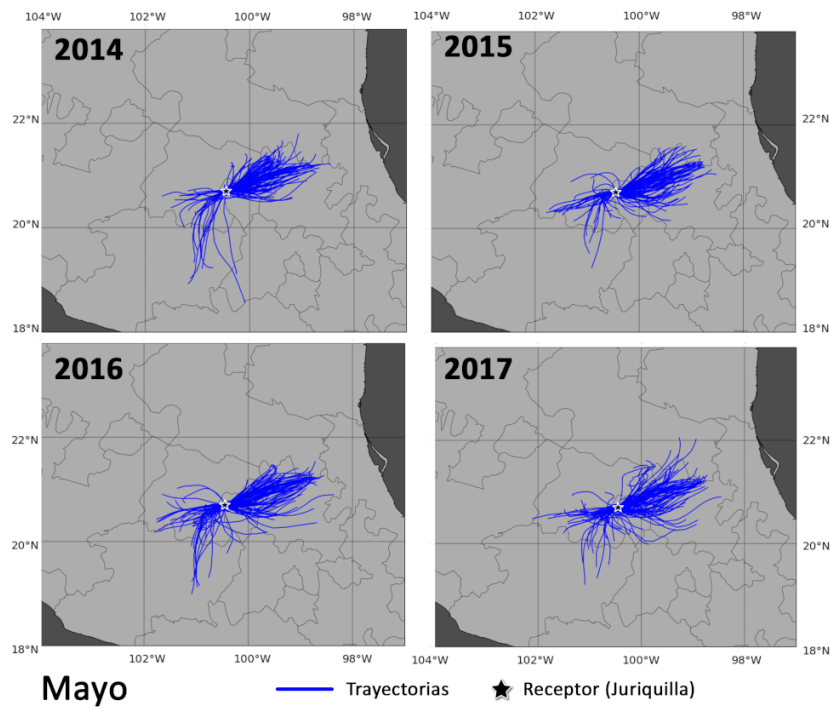 104°W 102°W 100°W 98°W 104°W 102°W 100°W 98°W
2014 2015
22°N 22°N
20°N 20°N
18°N 18°N
2016 2017
22°N 22°N
20°N 20°N
18°N 18°N
102°W 100°W 98°W 104°W 102°W 100°W 98°W
Mayo Trayectorias Receptor (Juriquilla)